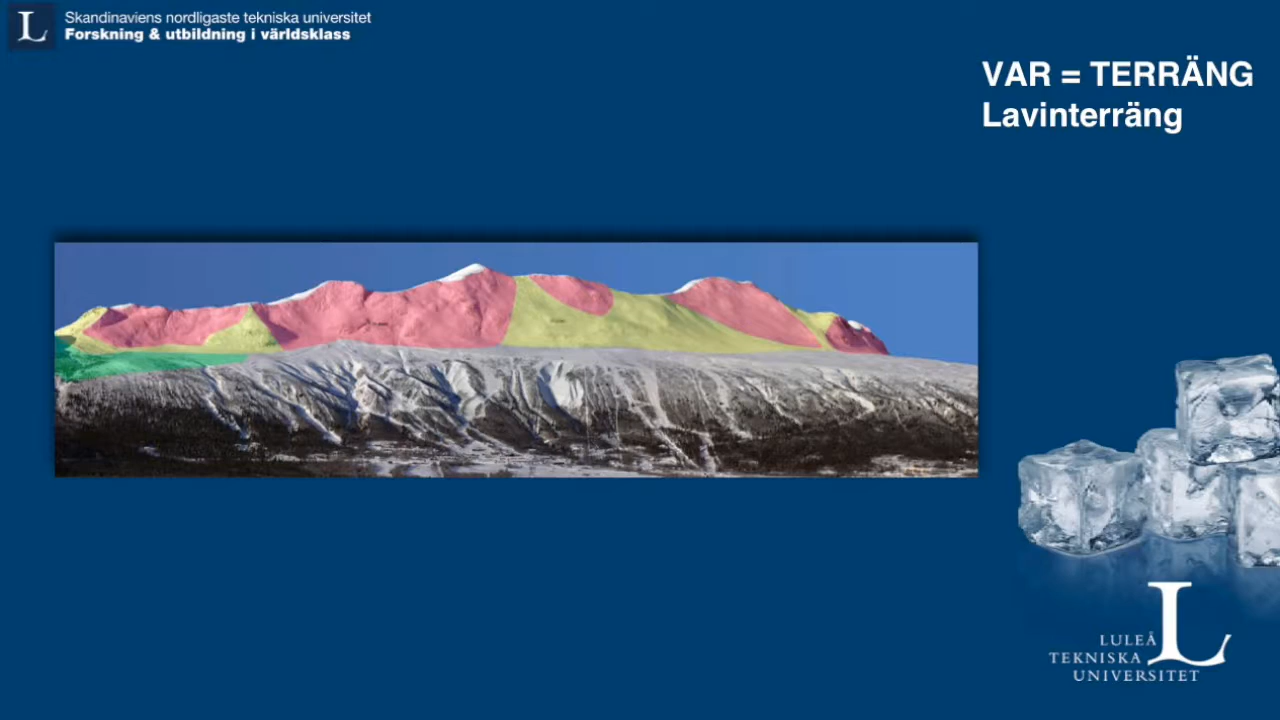 Skandinaviens nordligaste tekniska universitet
Forskning & utbildning i världsklass
VAR = TERRÄNG
Lavinterräng
LULEÅ
TEKNISKA
UNIVERSITET